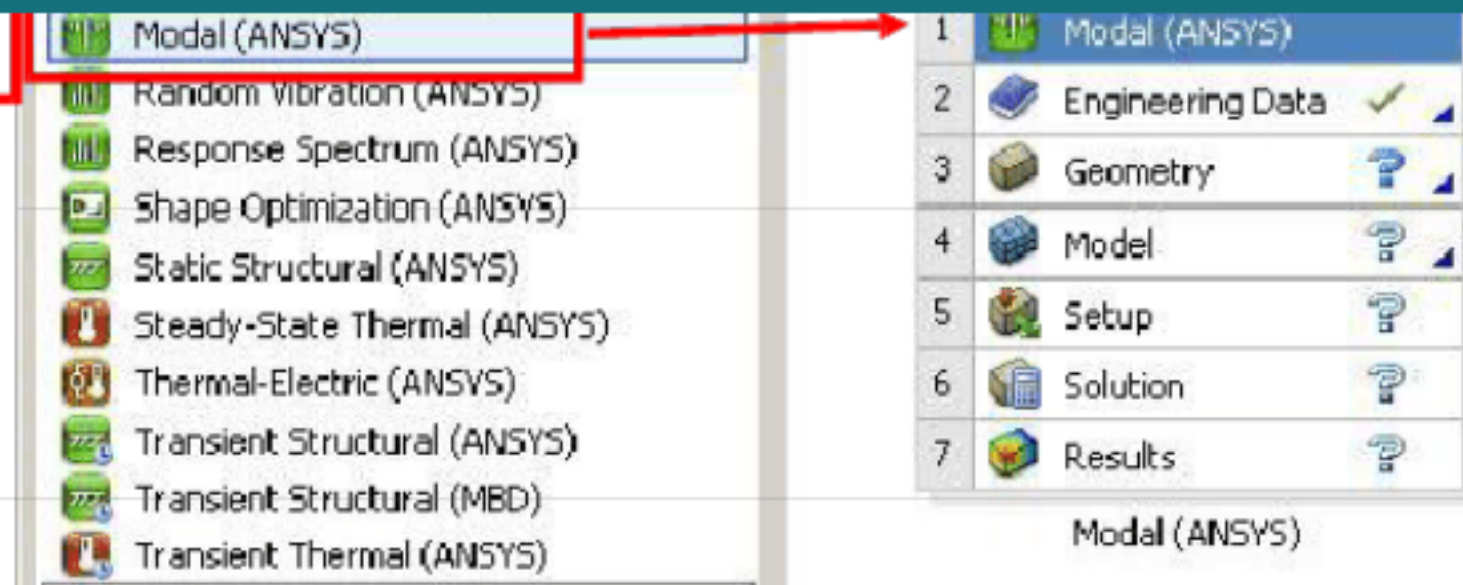 Modal (ANSYS)
Random Vibration (ANSYS)
Response Spectrum (ANSYS)
Shape Optimization (ANSYS)
Static Structural (ANSYS)
Steady-State Thermal (ANSYS)
Thermal-Electric (ANSYS)
Transient Structural (ANSYS)
Transient Structural (MBD)
Transient Thermal (ANSYS)
1 Modal (ANSYS)
2 Engineering Data
3 Geometry ?
4 Model ?
5 Setup ?
6 Solution ?
7 Results ?
Modal (ANSYS)